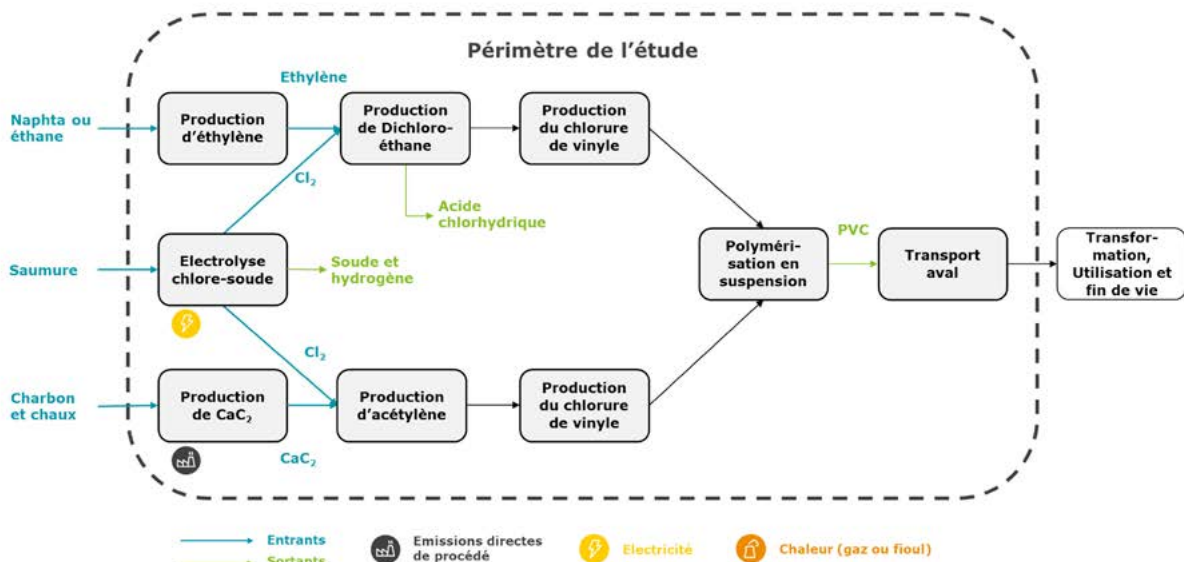 Périmètre de l'étude
Ethylène
Naphta ou
éthane
Production
d'éthylène
Production
de Dichloro-
éthane
Production
du chlorure
de vinyle
Cl₂
Acide
chlorhydrique
Saumure
Electrolyse
chlore-soude
Soude et
hydrogène
Polyméri-
sation en
suspension
PVC
Transport
aval
Transfor-
mation,
Utilisation et
fin de vie
Cl₂
Charbon
et chaux
Production
de CaC₂
Production
d'acétylène
Production
du chlorure
de vinyle
CaC₂
Entrants
Sortants
Emissions directes
de procédé
Electricité
Chaleur (gaz ou fioul)